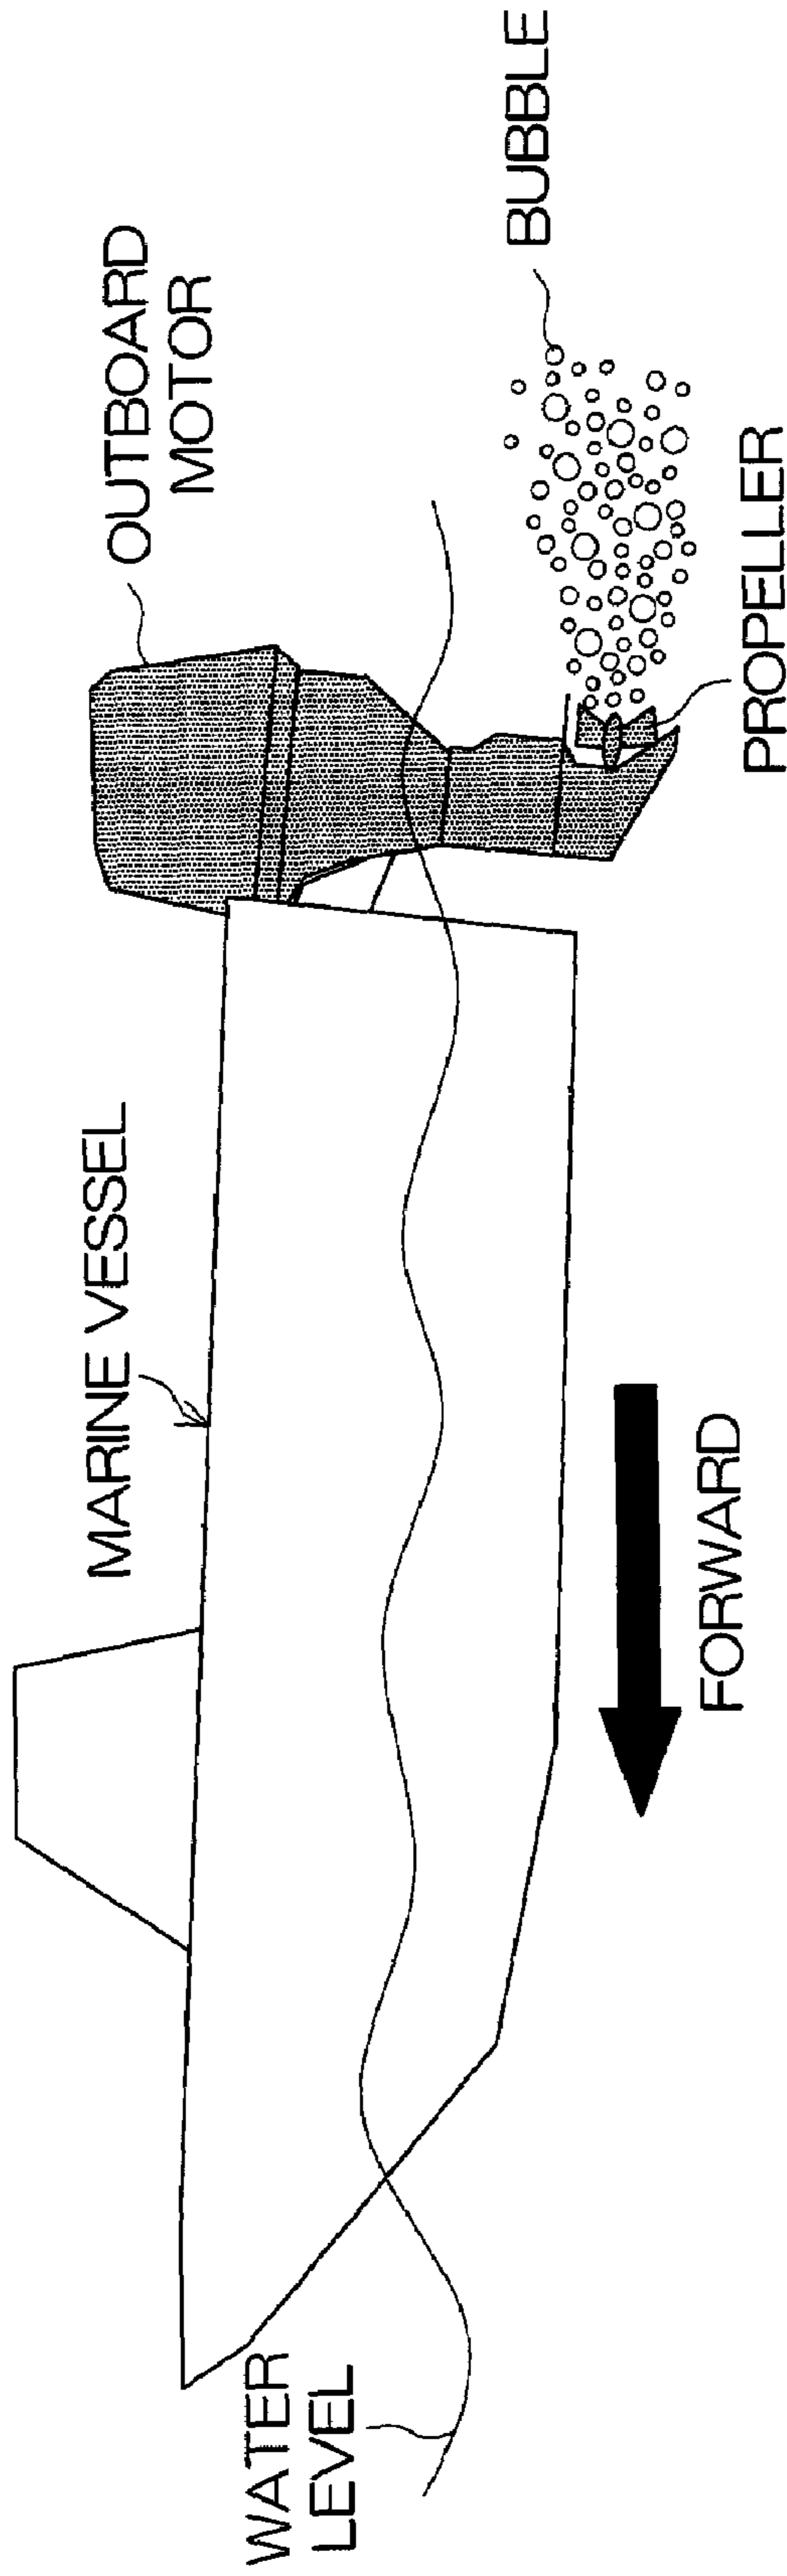 OUTBOARD
MOTOR
BUBBLE
MARINE VESSEL
PROPELLER
WATER
LEVEL
FORWARD